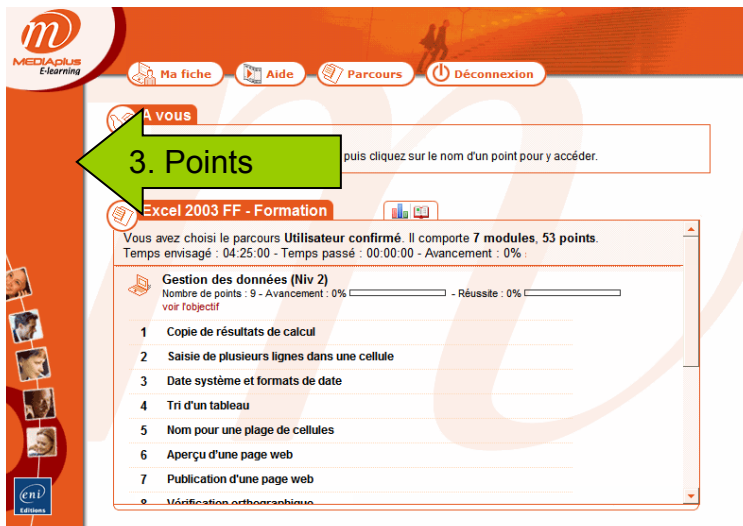 m
MEDIAplus
E-learning
Ma fiche
Aide
Parcours
Déconnexion
A vous
3. Points
puis cliquez sur le nom d'un point pour y accéder.
Excel 2003 FF - Formation
Vous avez choisi le parcours Utilisateur confirmé. Il comporte 7 modules, 53 points.
Temps envisagé : 04:25:00 - Temps passé : 00:00:00 - Avancement : 0% :
Gestion des données (Niv 2)
Nombre de points : 9 - Avancement : 0% - Réussite : 0%
voir l'objectif
1 Copie de résultats de calcul
2 Saisie de plusieurs lignes dans une cellule
3 Date système et formats de date
4 Tri d'un tableau
5 Nom pour une plage de cellules
6 Aperçu d'une page web
7 Publication d'une page web
8 Vérification orthographique
eni
Editions